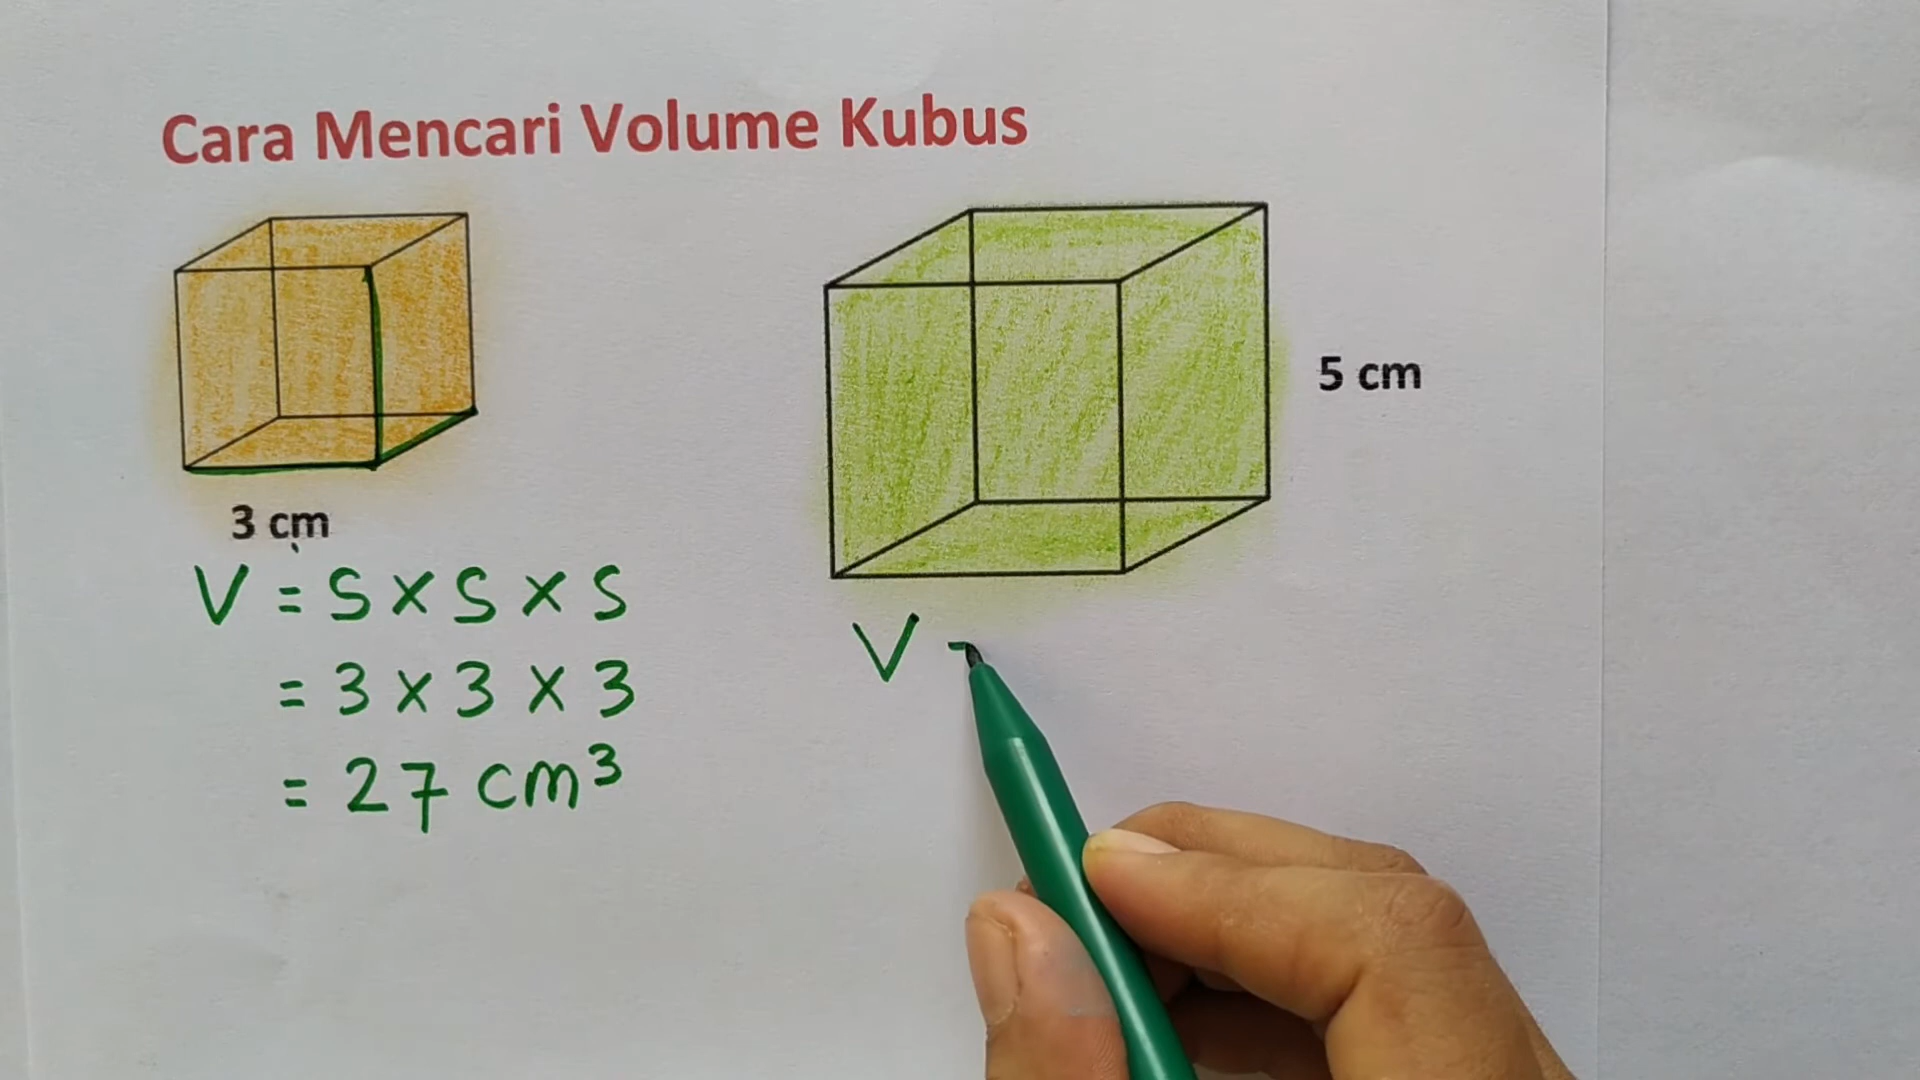 Cara Mencari Volume Kubus
3 cm
V = S × S × S
= 3 × 3 × 3
= 27 cm³
5 cm
V -